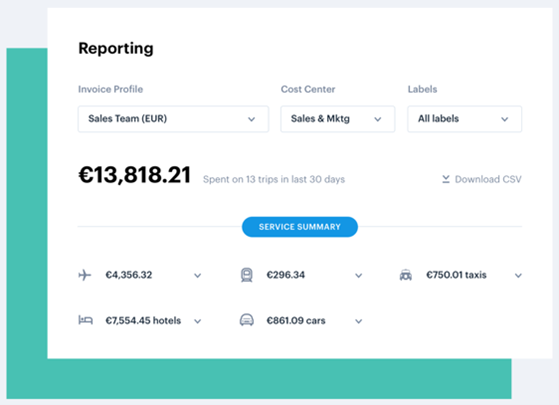 Reporting
Invoice Profile Cost Center Labels
Sales Team (EUR) Sales & Mktg All labels
€13,818.21 Spent on 13 trips in last 30 days Download CSV
SERVICE SUMMARY
€4,356.32 €296.34 €750.01 taxis
€7,554.45 hotels €861.09 cars